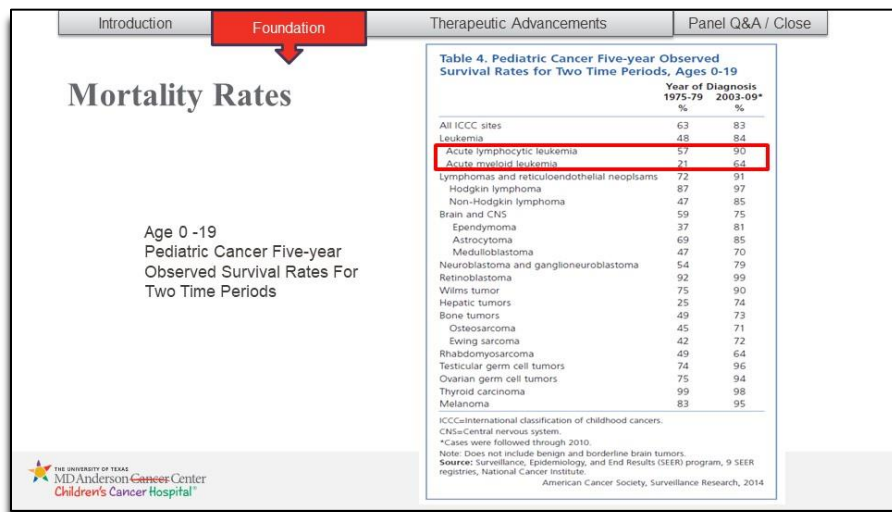 Introduction
Foundation
Therapeutic Advancements
Panel Q&A / Close
Mortality Rates
Age 0 -19
Pediatric Cancer Five-year
Observed Survival Rates For
Two Time Periods
Table 4. Pediatric Cancer Five-year Observed
Survival Rates for Two Time Periods, Ages 0-19
Year of Diagnosis
1975-79 2003-09*
% %
All ICCC sites 63 83
Leukemia 48 84
Acute lymphocytic leukemia 57 90
Acute myeloid leukemia 21 64
Lymphomas and reticuloendothelial neoplsams 72 91
Hodgkin lymphoma 87 97
Non-Hodgkin lymphoma 47 85
Brain and CNS 59 75
Ependymoma 37 81
Astrocytoma 69 85
Medulloblastoma 47 70
Neuroblastoma and ganglioneuroblastoma 54 79
Retinoblastoma 92 99
Wilms tumor 75 90
Hepatic tumors 25 74
Bone tumors 49 73
Osteosarcoma 45 71
Ewing sarcoma 42 72
Rhabdomyosarcoma 49 64
Testicular germ cell tumors 74 96
Ovarian germ cell tumors 75 94
Thyroid carcinoma 99 98
Melanoma 83 95
ICCC=International classification of childhood cancers.
CNS=Central nervous system.
*Cases were followed through 2010.
Note: Does not include benign and borderline brain tumors.
Source: Surveillance, Epidemiology, and End Results (SEER) program, 9 SEER
registries, National Cancer Institute.
American Cancer Society, Surveillance Research, 2014
THE UNIVERSITY OF TEXAS
MD Anderson Cancer Center
Children's Cancer Hospital®